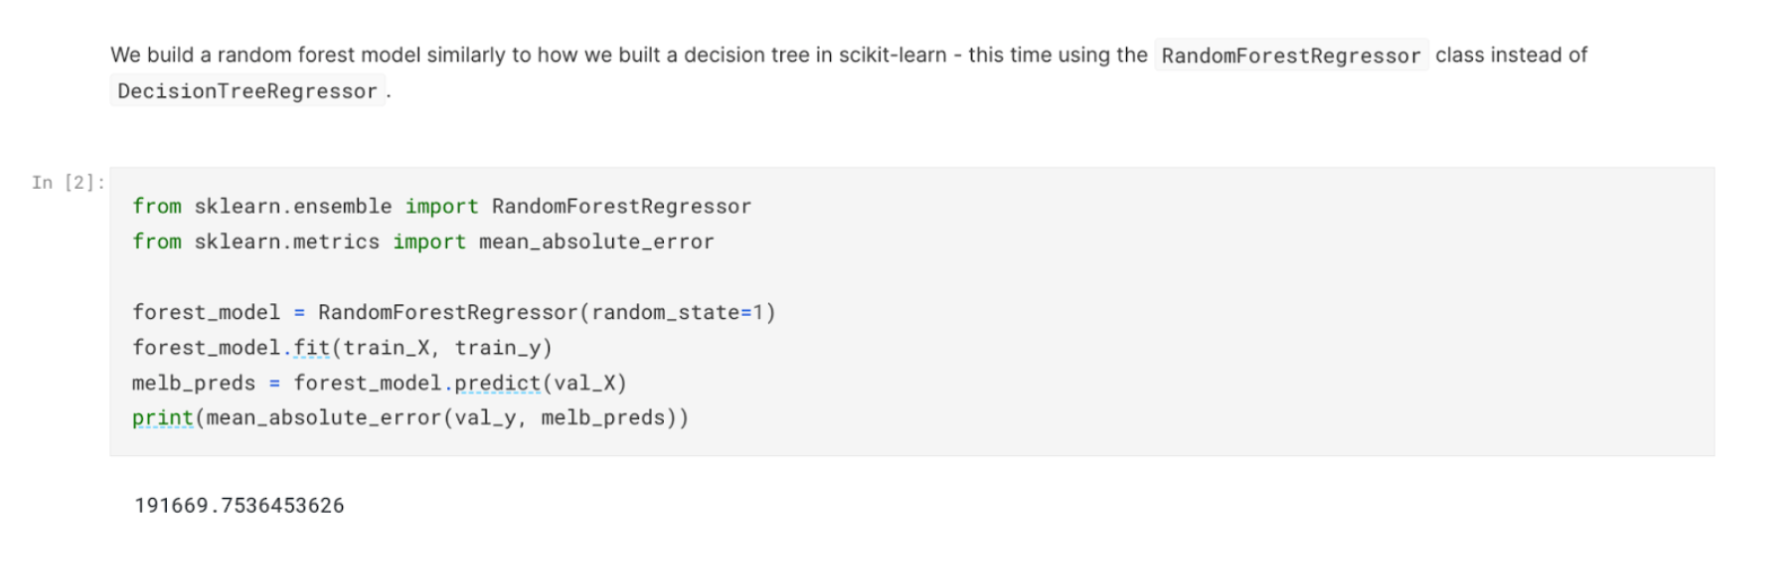 We build a random forest model similarly to how we built a decision tree in scikit-learn - this time using the RandomForestRegressor class instead of
DecisionTreeRegressor.
In [2]:
from sklearn.ensemble import RandomForestRegressor
from sklearn.metrics import mean_absolute_error
forest_model = RandomForestRegressor(random_state=1)
forest_model.fit(train_X, train_y)
melb_preds = forest_model.predict(val_X)
print(mean_absolute_error(val_y, melb_preds))
191669.7536453626